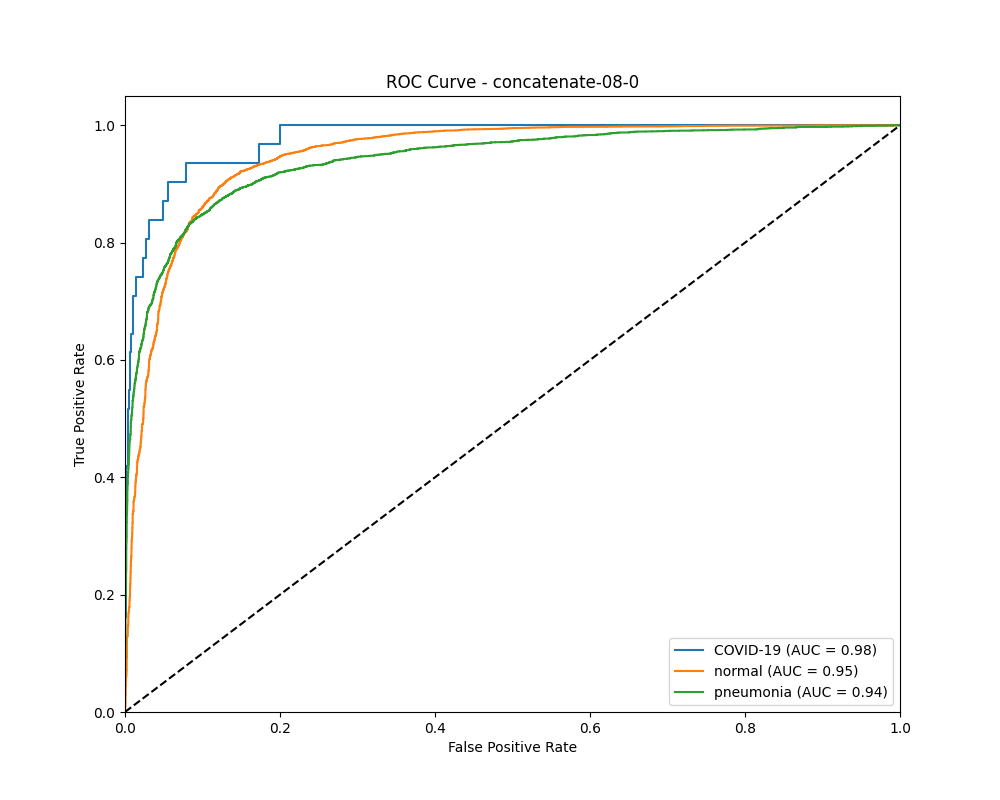 ROC Curve - concatenate-08-0
True Positive Rate
1.0
0.8
0.6
0.4
0.2
0.0
0.0 0.2 0.4 0.6 0.8 1.0
False Positive Rate
COVID-19 (AUC = 0.98)
normal (AUC = 0.95)
pneumonia (AUC = 0.94)